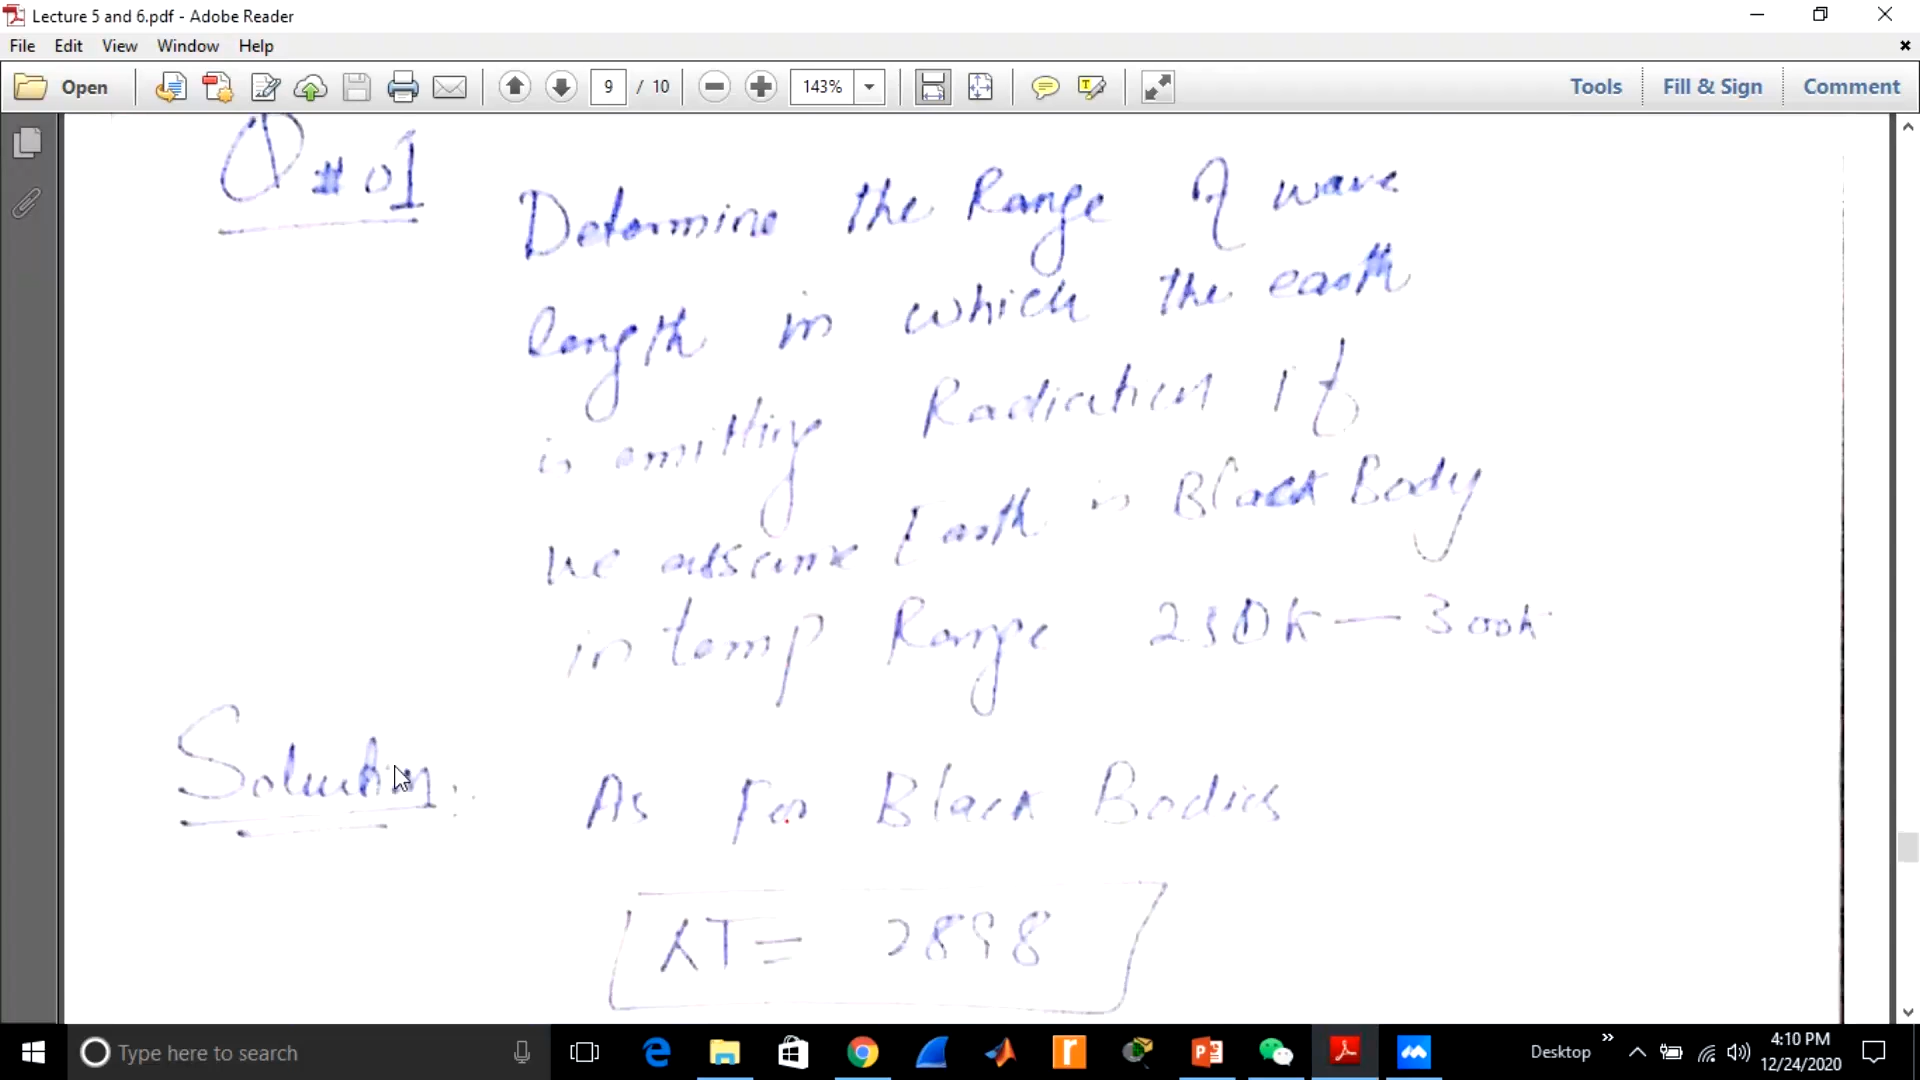 Lecture 5 and 6.pdf - Adobe Reader
File Edit View Window Help
Open 9 / 10 143% Tools Fill & Sign Comment
Q#01
Determine the Range of wave
length in which the earth
is emitting Radiation If
we assume Earth is Black Body
in temp Range K — 300K
Solution:
As For Black Bodies
λT = 2898
Type here to search
Desktop
4:10 PM
12/24/2020